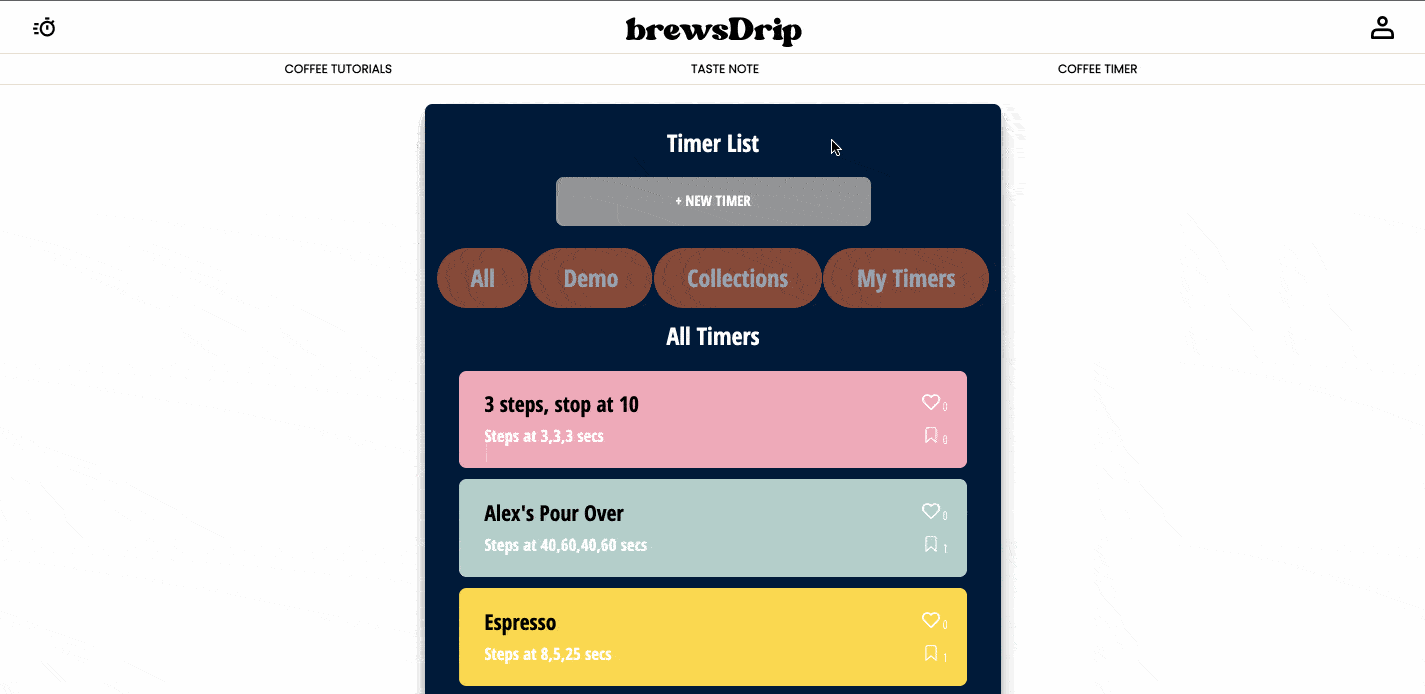 brewsDrip
COFFEE TUTORIALS TASTE NOTE COFFEE TIMER
Timer List
+ NEW TIMER
All Demo Collections My Timers
All Timers
3 steps, stop at 10
0
Steps at 3,3,3 secs
0
Alex's Pour Over
0
Steps at 40,60,40,60 secs
1
Espresso
0
Steps at 8,5,25 secs
1